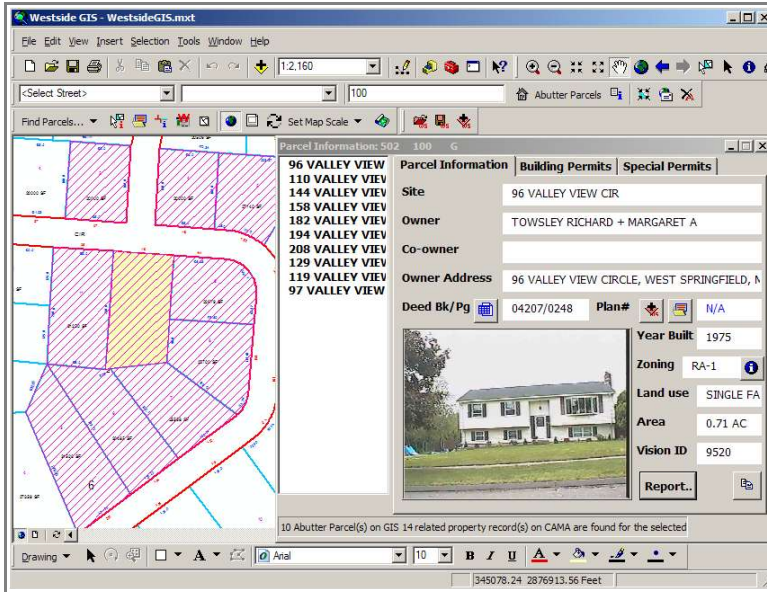 Westside GIS - WestsideGIS.mxt
File Edit View Insert Selection Tools Window Help
1:2,160
<Select Street> 100 Abutter Parcels
Find Parcels... Set Map Scale
Parcel Information: 502 100 G
96 VALLEY VIEW
110 VALLEY VIEW
144 VALLEY VIEW
158 VALLEY VIEW
182 VALLEY VIEW
194 VALLEY VIEW
208 VALLEY VIEW
129 VALLEY VIEW
119 VALLEY VIEW
97 VALLEY VIEW
Parcel Information Building Permits Special Permits
Site 96 VALLEY VIEW CIR
Owner TOWSLEY RICHARD + MARGARET A
Co-owner
Owner Address 96 VALLEY VIEW CIRCLE, WEST SPRINGFIELD, M
Deed Bk/Pg 04207/0248 Plan# N/A
Year Built 1975
Zoning RA-1
Land use SINGLE FA
Area 0.71 AC
Vision ID 9520
Report..
6
10 Abutter Parcel(s) on GIS 14 related property record(s) on CAMA are found for the selected
Drawing A Arial 10 B I U A
345078.24 2876913.56 Feet